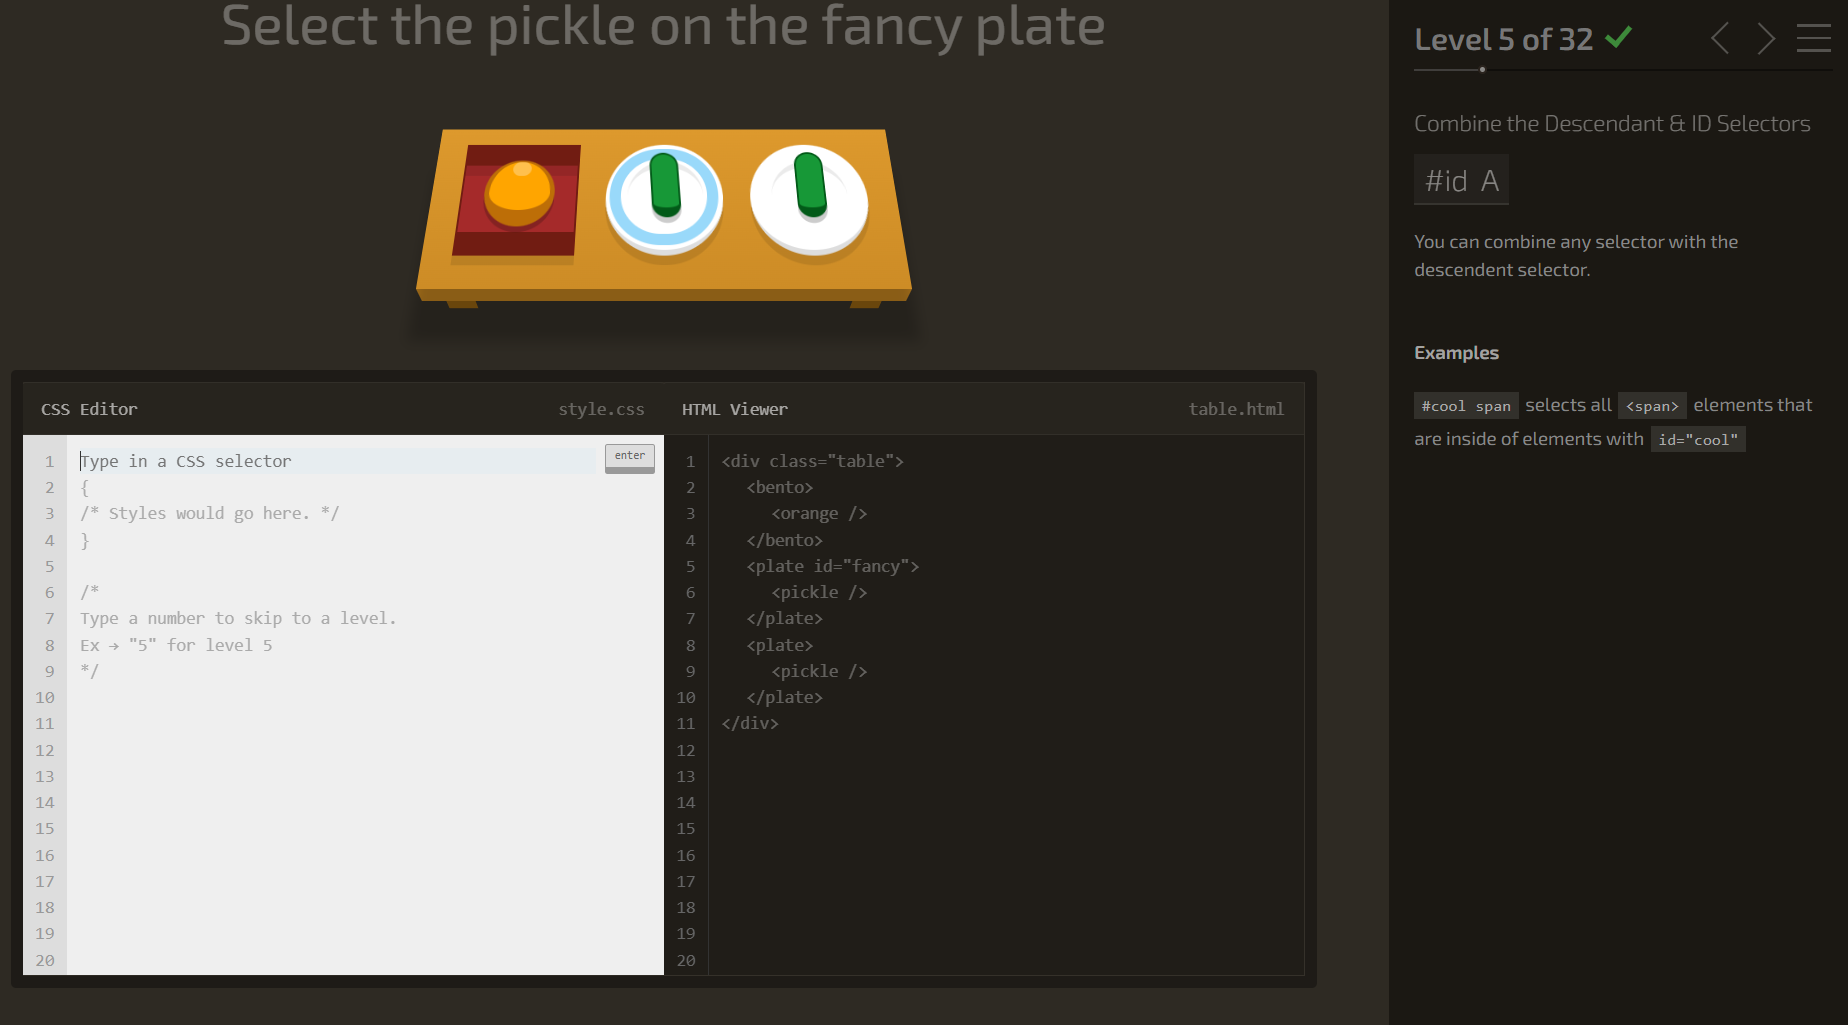 Select the pickle on the fancy plate
CSS Editor style.css
1 Type in a CSS selector enter
2 {
3 /* Styles would go here. */
4 }
5
6 /*
7 Type a number to skip to a level.
8 Ex → "5" for level 5
9 */
10
11
12
13
14
15
16
17
18
19
20
HTML Viewer table.html
1 <div class="table">
2 <bento>
3 <orange />
4 </bento>
5 <plate id="fancy">
6 <pickle />
7 </plate>
8 <plate>
9 <pickle />
10 </plate>
11 </div>
12
13
14
15
16
17
18
19
20
Level 5 of 32
Combine the Descendant & ID Selectors
#id A
You can combine any selector with the
descendent selector.
Examples
#cool span selects all <span> elements that
are inside of elements with id="cool"